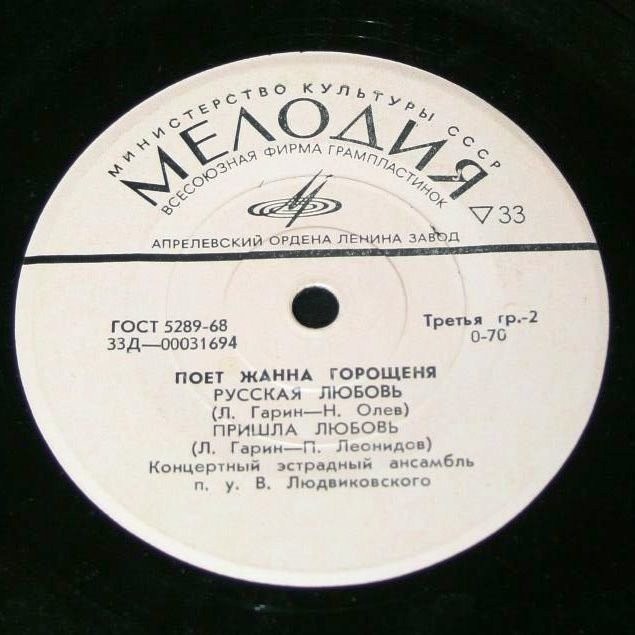 МИНИСТЕРСТВО КУЛЬТУРЫ СССР
МЕЛОДИЯ
ВСЕСОЮЗНАЯ ФИРМА ГРАМПЛАСТИНОК
▽33
АПРЕЛЕВСКИЙ ОРДЕНА ЛЕНИНА ЗАВОД
ГОСТ 5289-68
Третья гр.-2
33Д—00031694
0-70
ПОЕТ ЖАННА ГОРОЩЕНЯ
РУССКАЯ ЛЮБОВЬ
(Л. Гарин—Н. Олев)
ПРИШЛА ЛЮБОВЬ
(Л. Гарин—П. Леонидов)
Концертный эстрадный ансамбль
п. у. В. Людвиковского